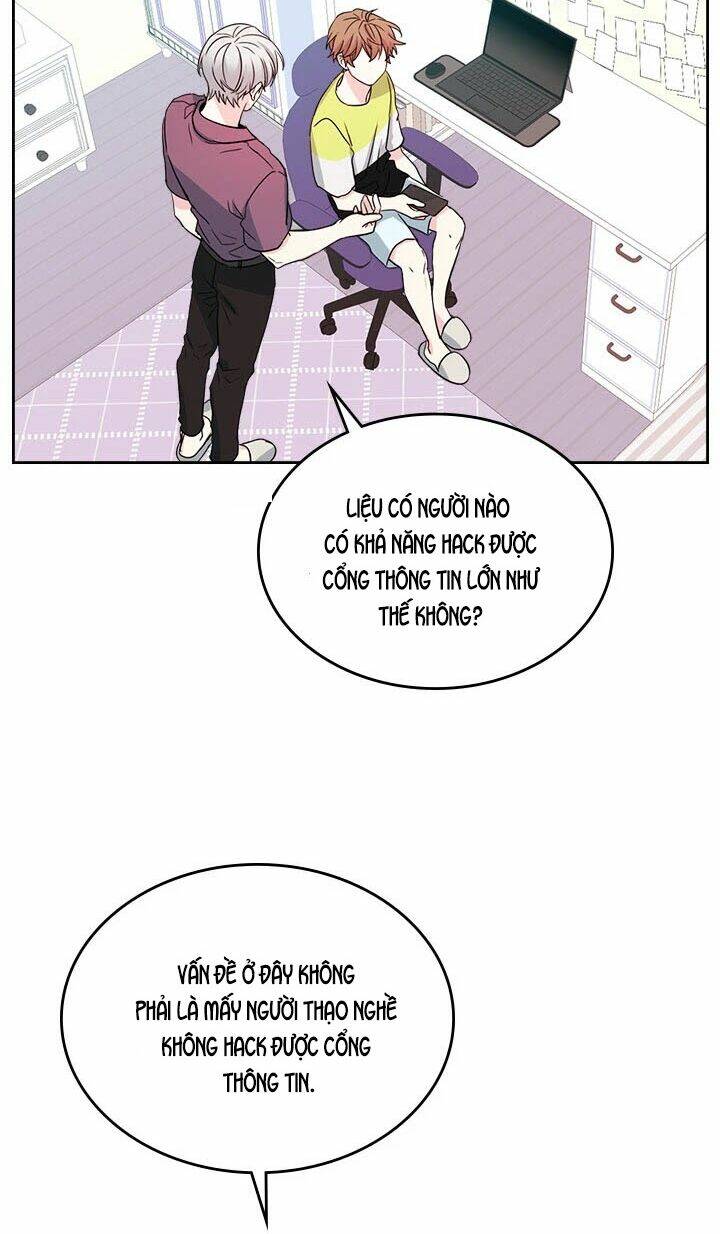 LIỆU CÓ NGƯỜI NÀO
CÓ KHẢ NĂNG HACK ĐƯỢC
CỔNG THÔNG TIN LỚN NHƯ
THẾ KHÔNG?
VẤN ĐỀ Ở ĐÂY KHÔNG
PHẢI LÀ MẤY NGƯỜI THẠO NGHỀ
KHÔNG HACK ĐƯỢC CỔNG
THÔNG TIN.